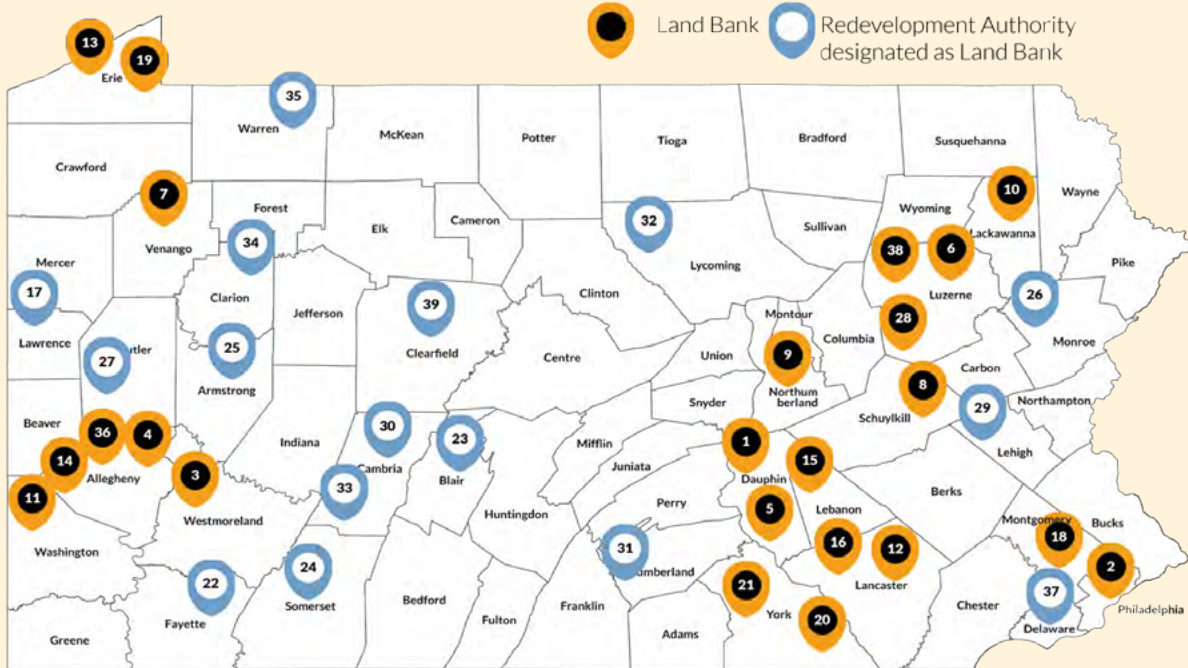 Land Bank
Redevelopment Authority
designated as Land Bank
13
19
Erie
35
Warren
McKean
Potter
Tioga
Bradford
Susquehanna
Crawford
7
Venango
Forest
34
Elk
Cameron
32
Lycoming
Sullivan
Wyoming
10
Lackawanna
Wayne
38
6
Luzerne
Pike
Mercer
17
Lawrence
Clarion
Jefferson
39
Clearfield
Clinton
Centre
Montour
9
Northum
berland
Columbia
28
26
Monroe
27
utler
25
Armstrong
Union
Snyder
8
Schuylkill
Carbon
29
Northampton
Lehigh
Beaver
36
4
14
Allegheny
11
3
Westmoreland
Washington
Indiana
30
Cambria
33
23
Blair
Huntingdon
Mifflin
Juniata
Perry
1
Dauphin
5
15
Lebanon
Berks
Montgomery
18
Bucks
2
Philadelphia
16
12
Lancaster
31
umberland
22
Fayette
24
Somerset
Bedford
Fulton
Franklin
Adams
21
York
20
Chester
37
Delaware
Greene